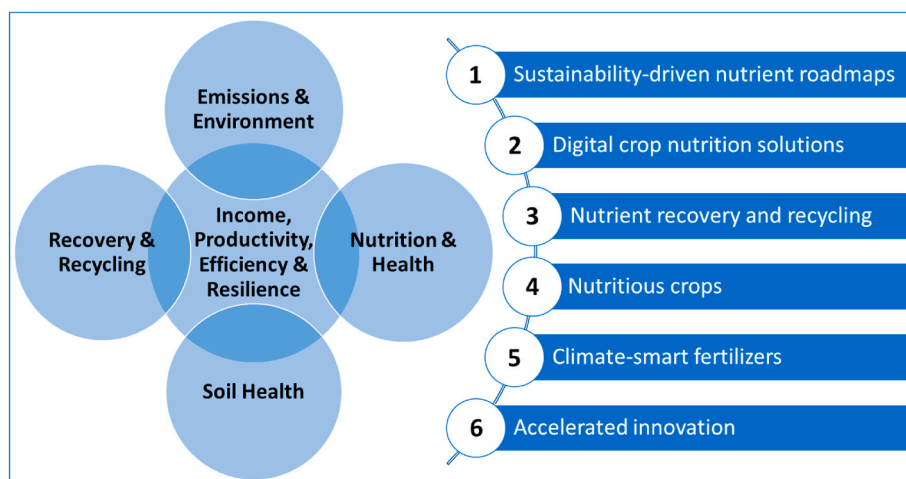 Emissions &
Environment
Recovery &
Recycling
Income,
Productivity,
Efficiency &
Resilience
Nutrition &
Health
Soil Health
1 Sustainability-driven nutrient roadmaps
2 Digital crop nutrition solutions
3 Nutrient recovery and recycling
4 Nutritious crops
5 Climate-smart fertilizers
6 Accelerated innovation